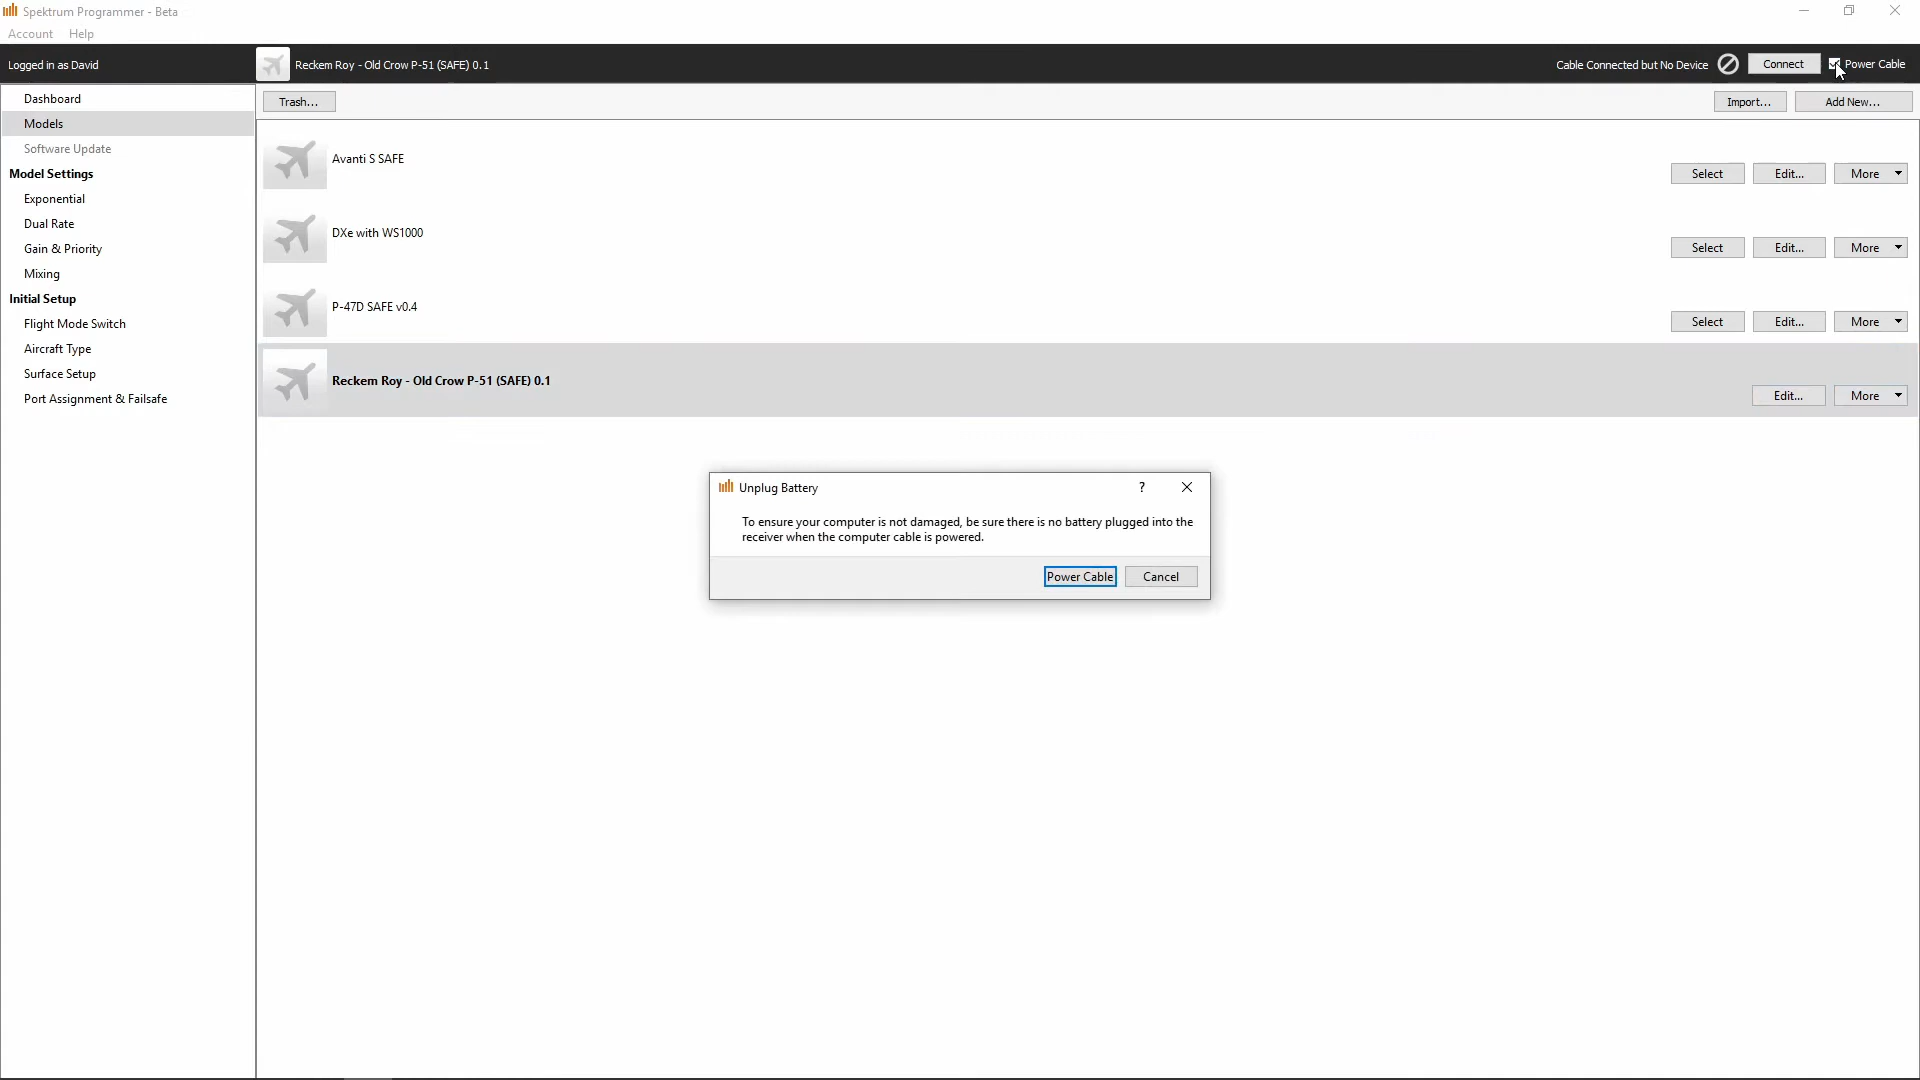 Spektrum Programmer - Beta
Account Help
Logged in as David
Reckem Roy - Old Crow P-51 (SAFE) 0.1
Cable Connected but No Device
Connect
Power Cable
Dashboard
Models
Software Update
Model Settings
Exponential
Dual Rate
Gain & Priority
Mixing
Initial Setup
Flight Mode Switch
Aircraft Type
Surface Setup
Port Assignment & Failsafe
Trash...
Import...
Add New...
Avanti S SAFE
Select Edit... More
DXe with WS1000
Select Edit... More
P-47D SAFE v0.4
Select Edit... More
Reckem Roy - Old Crow P-51 (SAFE) 0.1
Edit... More
Unplug Battery
?
To ensure your computer is not damaged, be sure there is no battery plugged into the
receiver when the computer cable is powered.
Power Cable Cancel